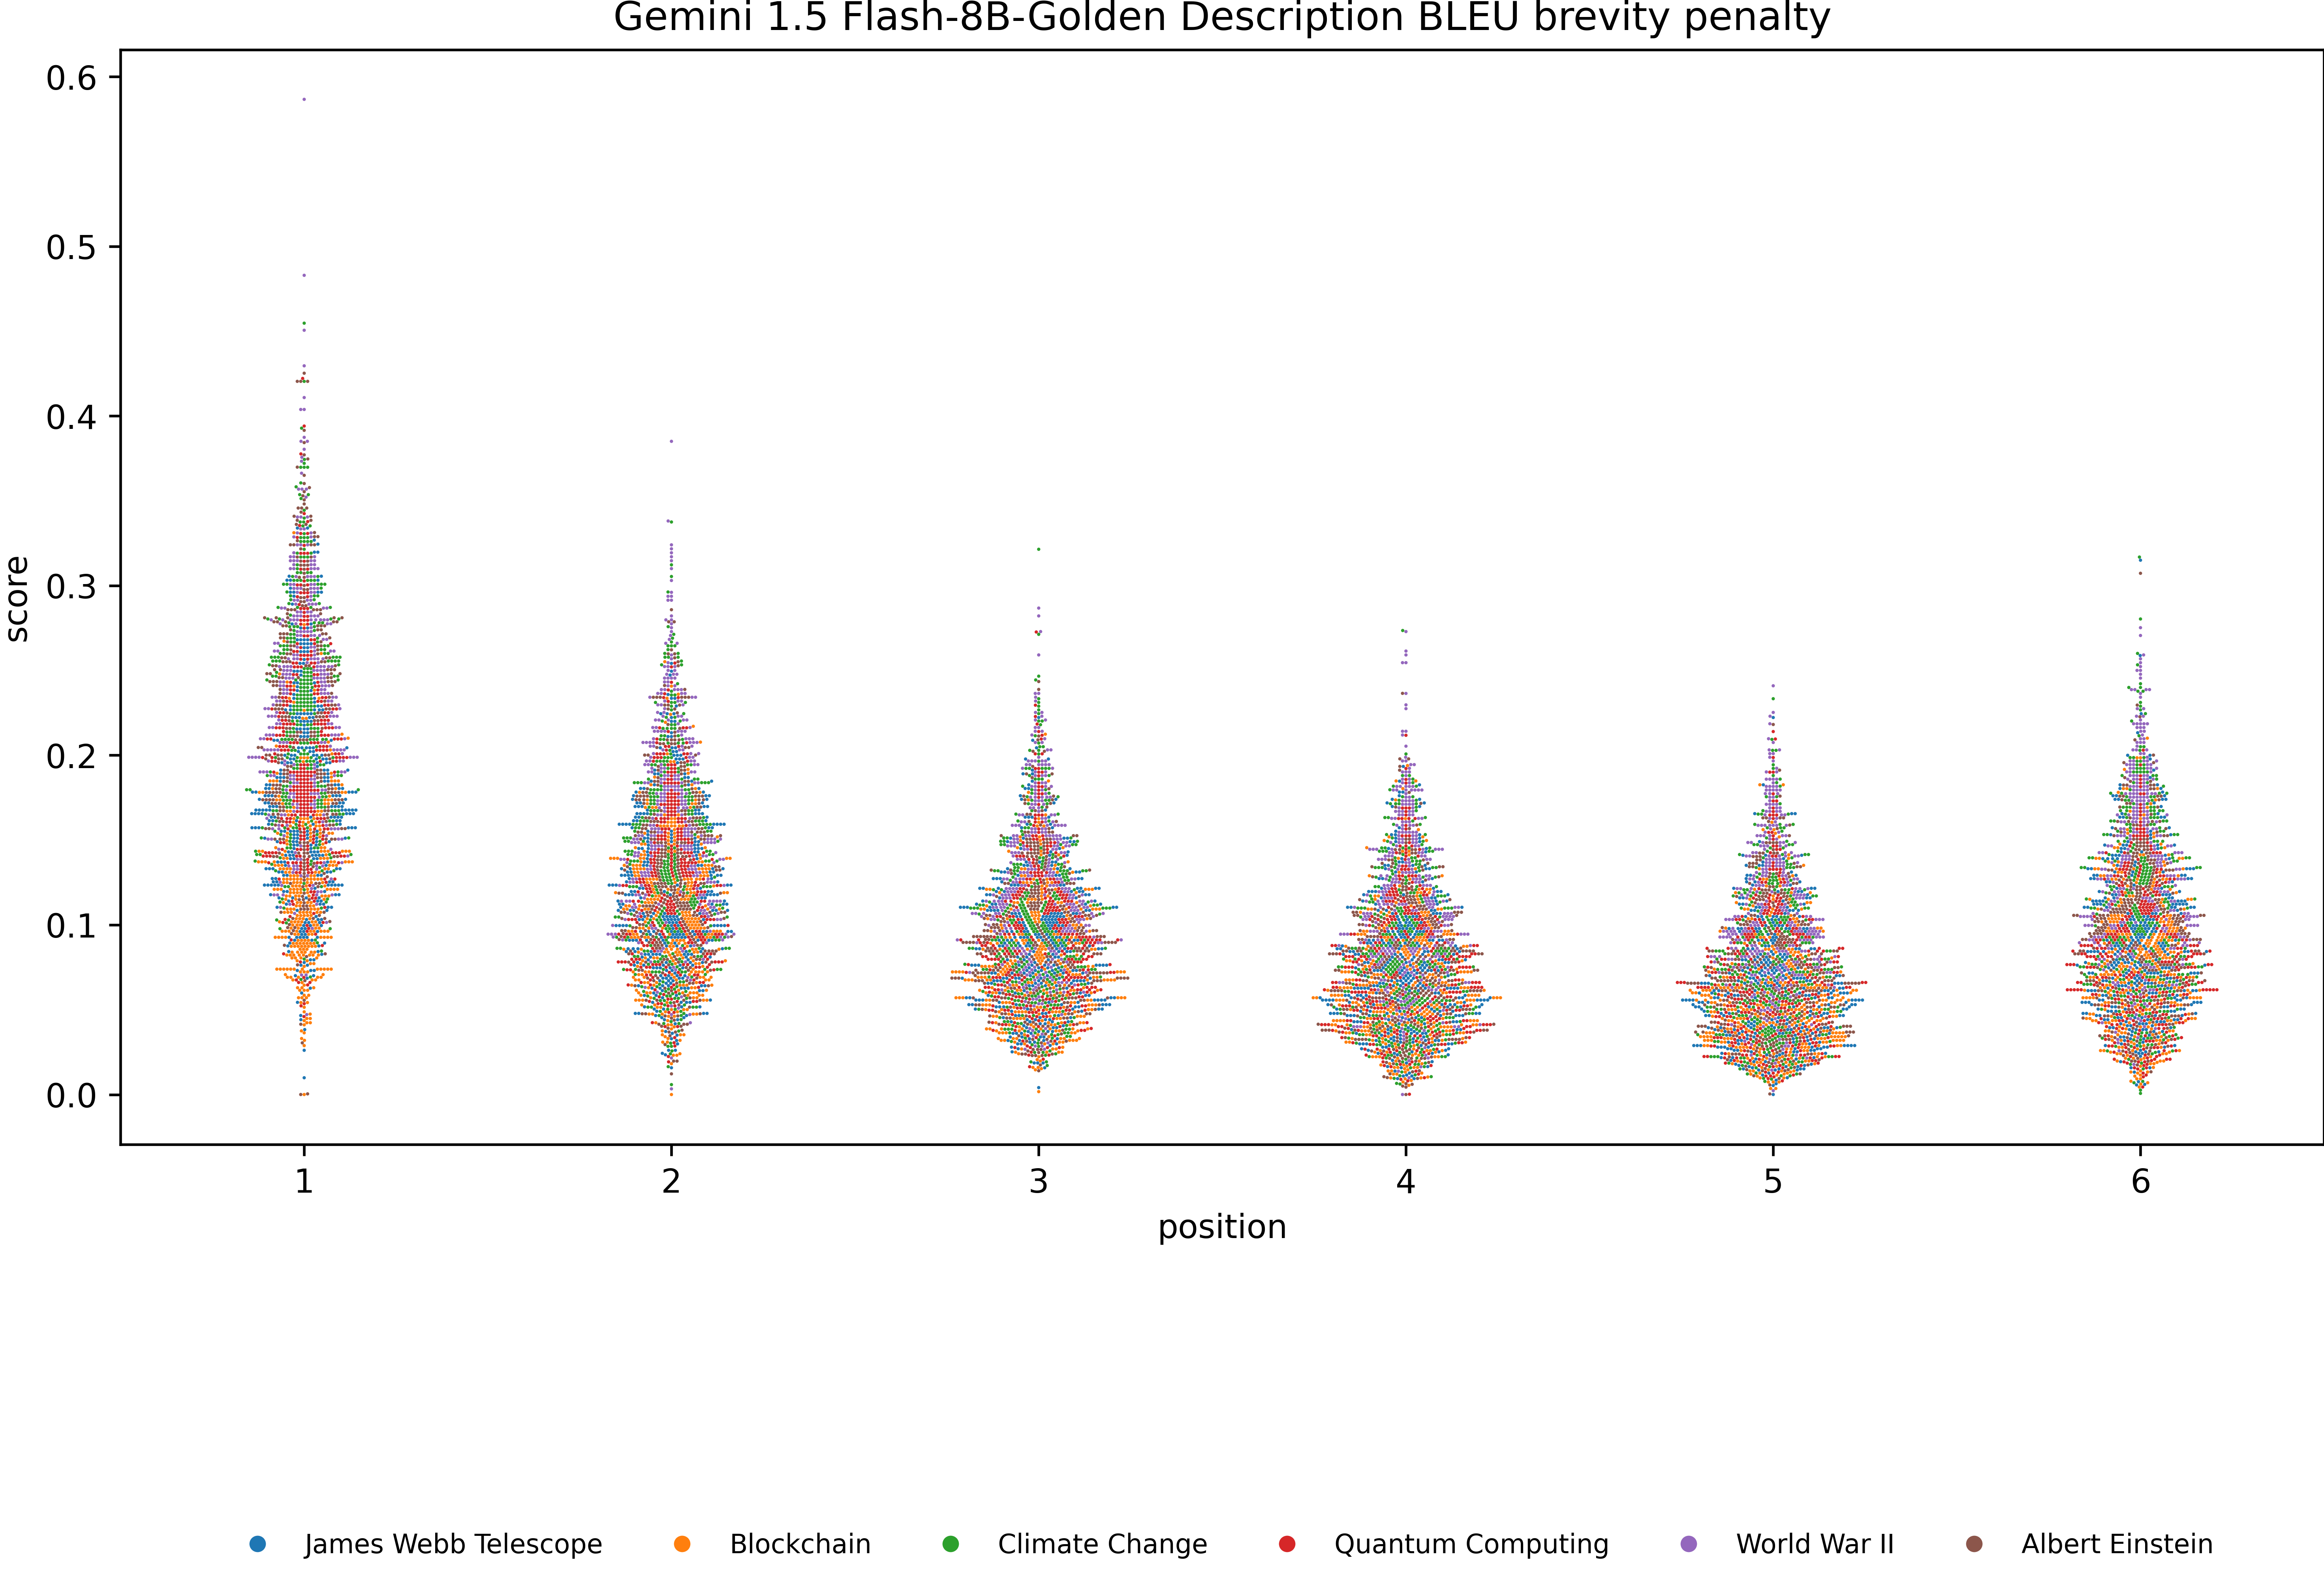 Gemini 1.5 Flash-8B-Golden Description BLEU brevity penalty
0.6
0.5
0.4
0.3
0.2
0.1
0.0
score
1 2 3 4 5 6
position
James Webb Telescope Blockchain Climate Change Quantum Computing World War II Albert Einstein